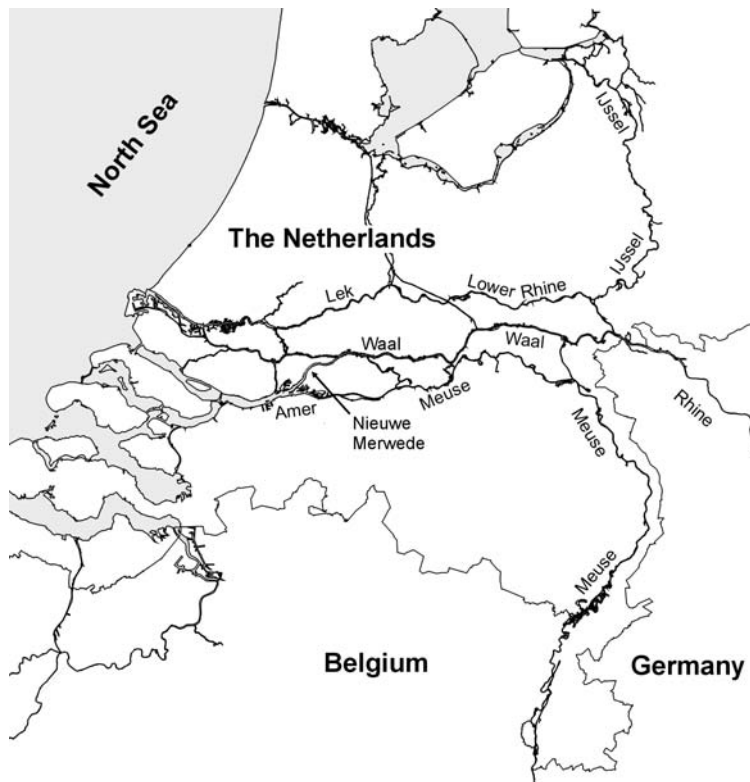 North Sea
IJssel
The Netherlands
IJssel
Lek
Lower Rhine
Waal
Waal
Meuse
Amer
Nieuwe
Merwede
Meuse
Rhine
Meuse
Belgium
Germany